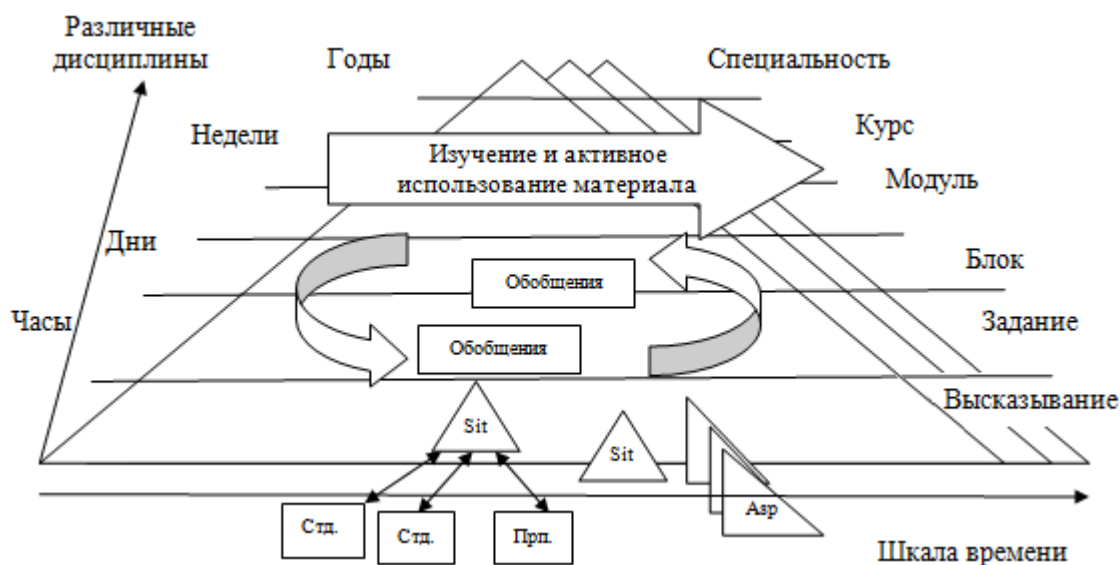 Различные
дисциплины
Годы
Специальность
Недели
Курс
Изучение и активное
использование материала
Модуль
Дни
Блок
Обобщения
Часы
Задание
Обобщения
Высказывание
Sit
Sit
Asp
Стд.
Стд.
Прп.
Шкала времени